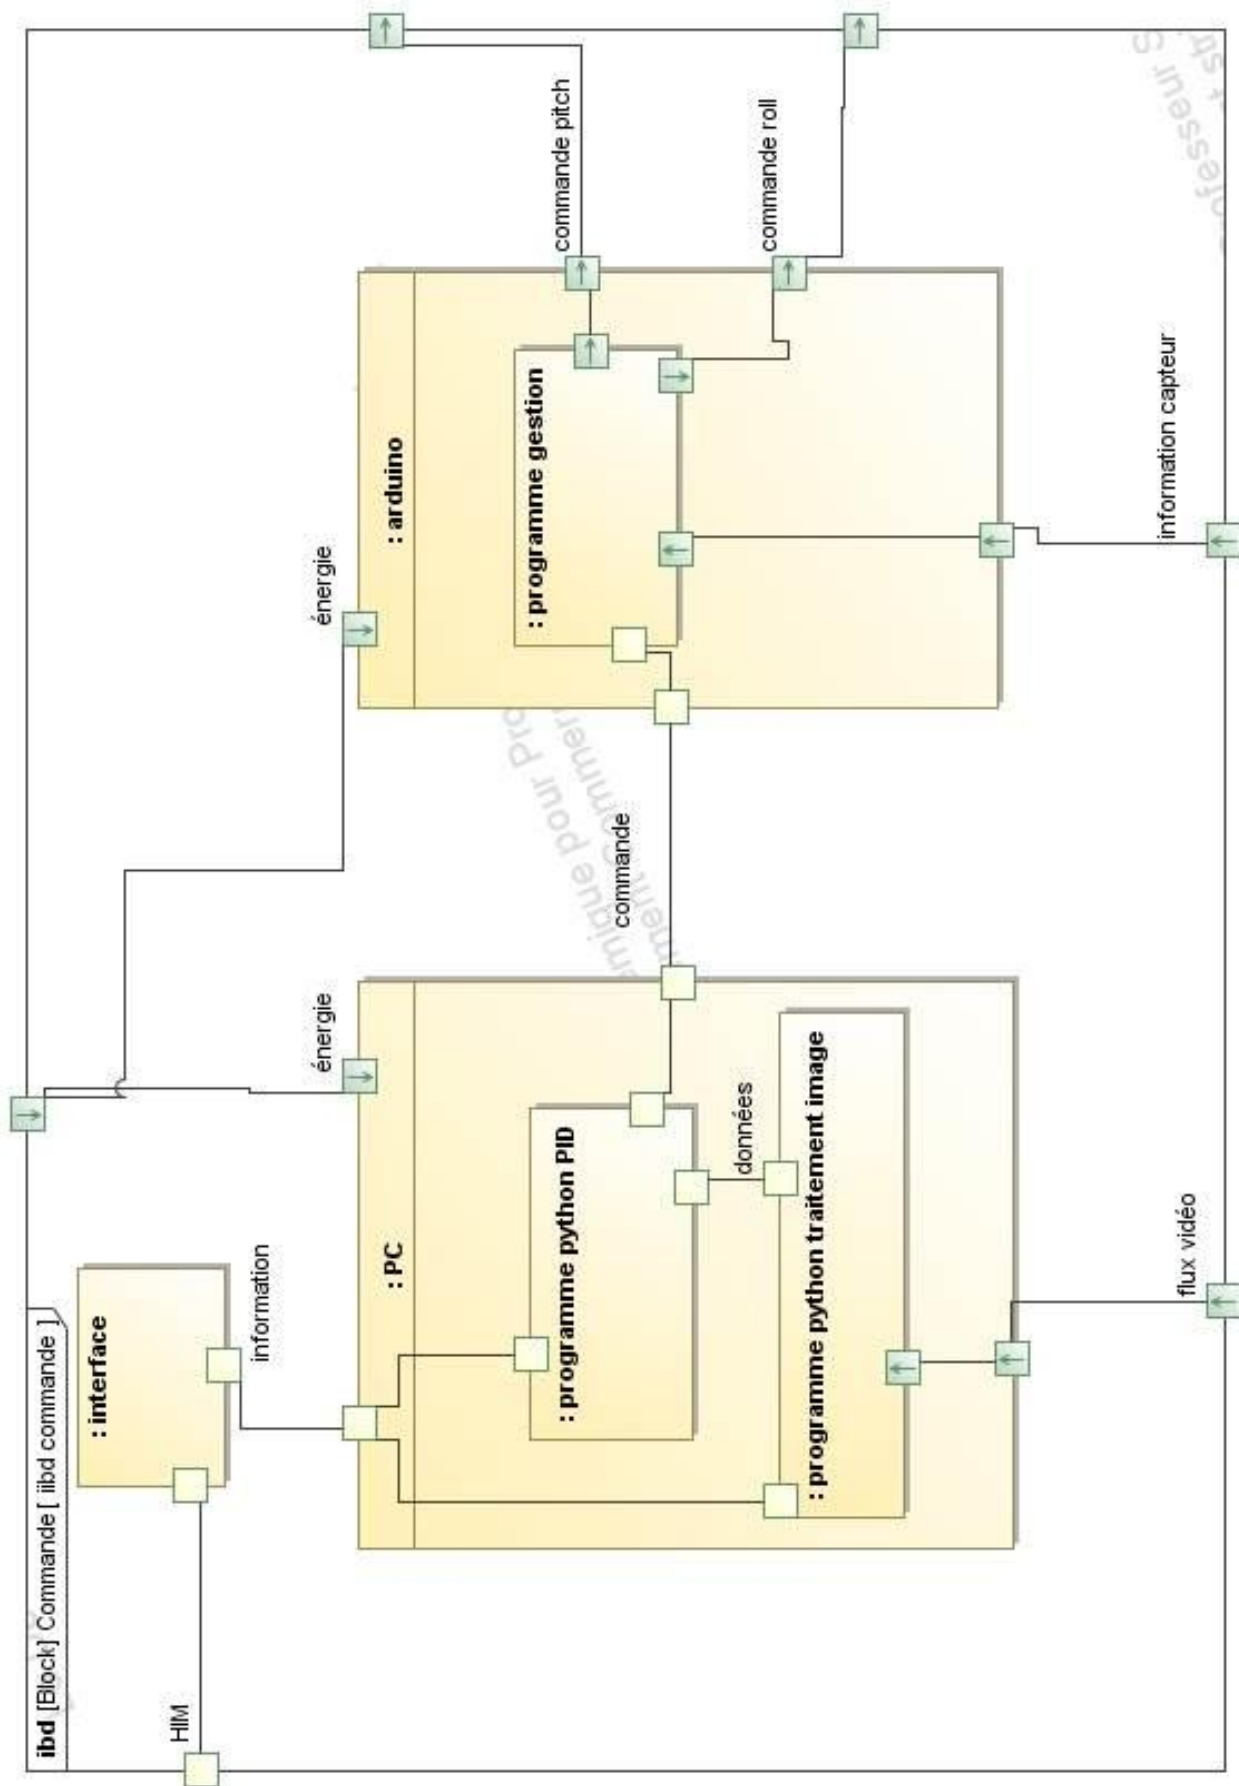 ibd [Block] Commande [ iibd commande ]
HIM
: interface
information
énergie
énergie
: PC
: programme python PID
données
: programme python traitement image
flux vidéo
commande
: arduino
: programme gestion
commande pitch
commande roll
information capteur